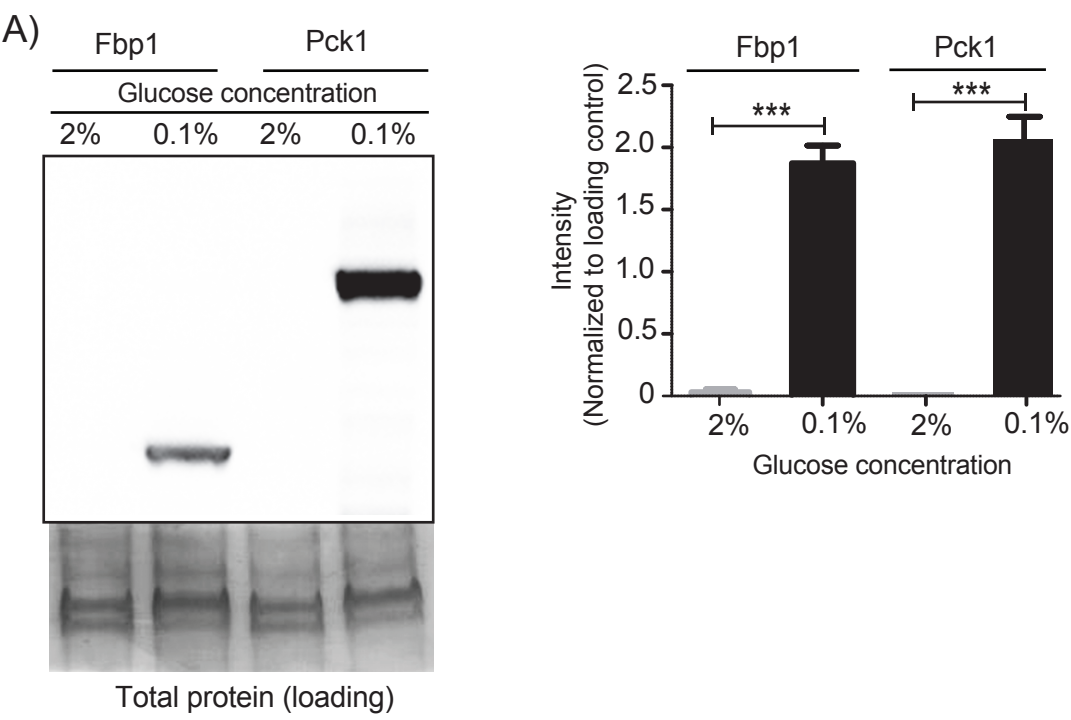 A)
Fbp1 Pck1
Glucose concentration
2% 0.1% 2% 0.1%
Total protein (loading)
Fbp1 Pck1
Intensity
(Normalized to loading control)
2.5
2.0
1.5
1.0
0.5
0
*** ***
2% 0.1% 2% 0.1%
Glucose concentration